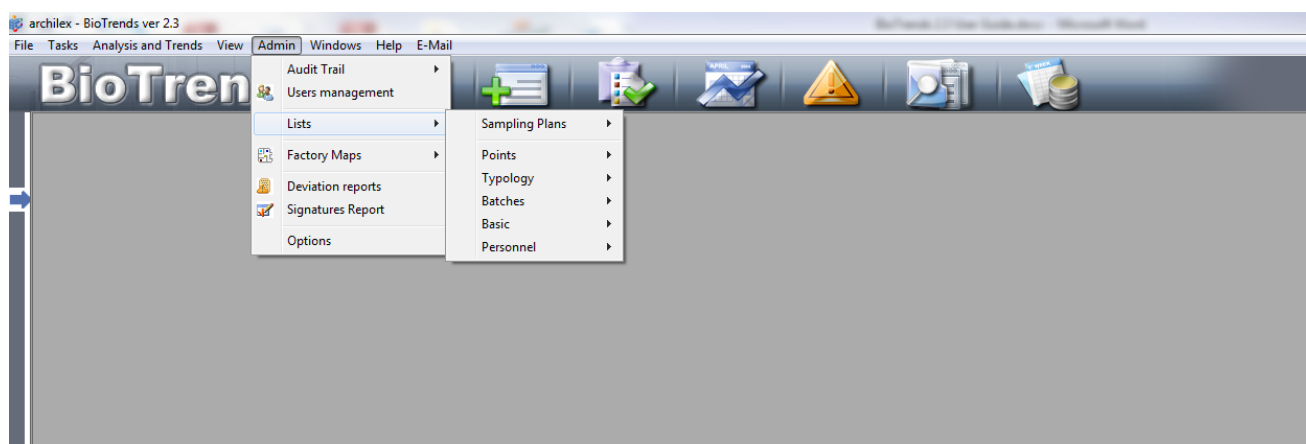 archilex - BioTrends ver 2.3
File Tasks Analysis and Trends View Admin Windows Help E-Mail
BioTren
Audit Trail
Users management
Lists
Factory Maps
Deviation reports
Signatures Report
Options
Sampling Plans
Points
Typology
Batches
Basic
Personnel